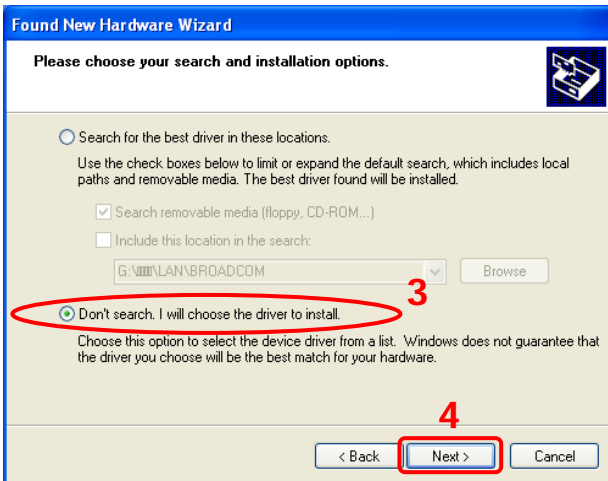 Found New Hardware Wizard
Please choose your search and installation options.
Search for the best driver in these locations.
Use the check boxes below to limit or expand the default search, which includes local
paths and removable media. The best driver found will be installed.
Search removable media (floppy, CD-ROM...)
Include this location in the search:
\LAN\BROADCOM
Browse
3
Don't search. I will choose the driver to install.
Choose this option to select the device driver from a list. Windows does not guarantee that
the driver you choose will be the best match for your hardware.
4
< Back
Next >
Cancel